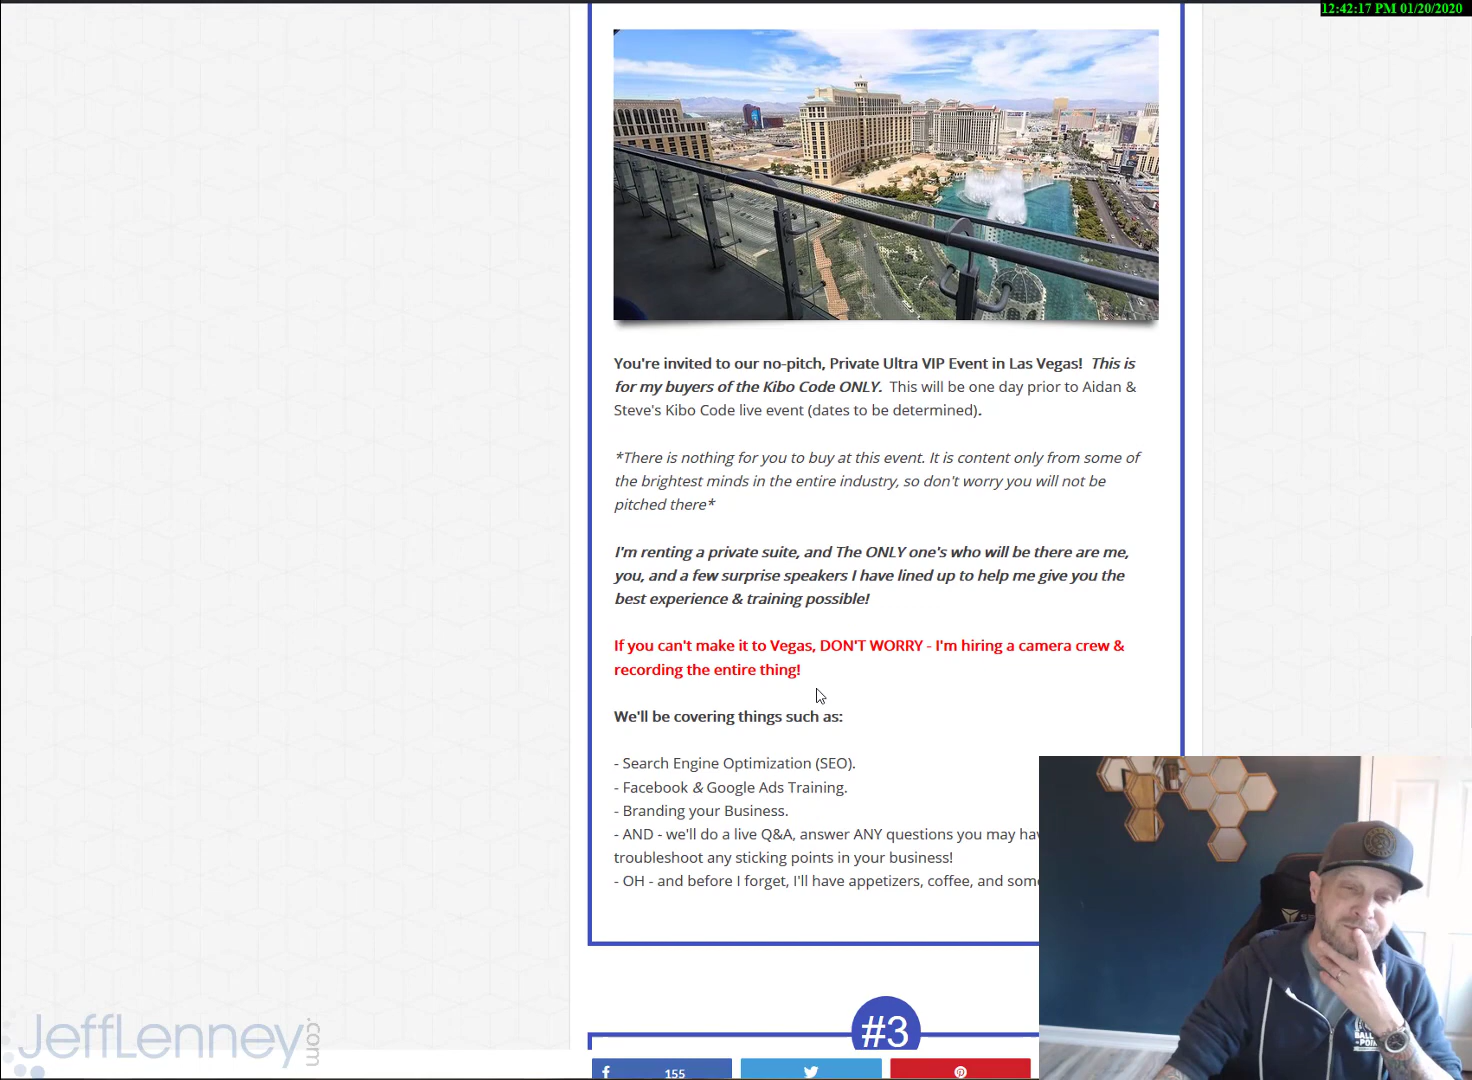 12:42:17 PM 01/20/2020
You're invited to our no-pitch, Private Ultra VIP Event in Las Vegas! This is
for my buyers of the Kibo Code ONLY. This will be one day prior to Aidan &
Steve's Kibo Code live event (dates to be determined).
*There is nothing for you to buy at this event. It is content only from some of
the brightest minds in the entire industry, so don't worry you will not be
pitched there*
I'm renting a private suite, and The ONLY one's who will be there are me,
you, and a few surprise speakers I have lined up to help me give you the
best experience & training possible!
If you can't make it to Vegas, DON'T WORRY - I'm hiring a camera crew &
recording the entire thing!
We'll be covering things such as:
- Search Engine Optimization (SEO).
- Facebook & Google Ads Training.
- Branding your Business.
- AND - we'll do a live Q&A, answer ANY questions you may
troubleshoot any sticking points in your business!
- OH - and before I forget, I'll have appetizers, coffee, and
#3
JeffLenney.com
155